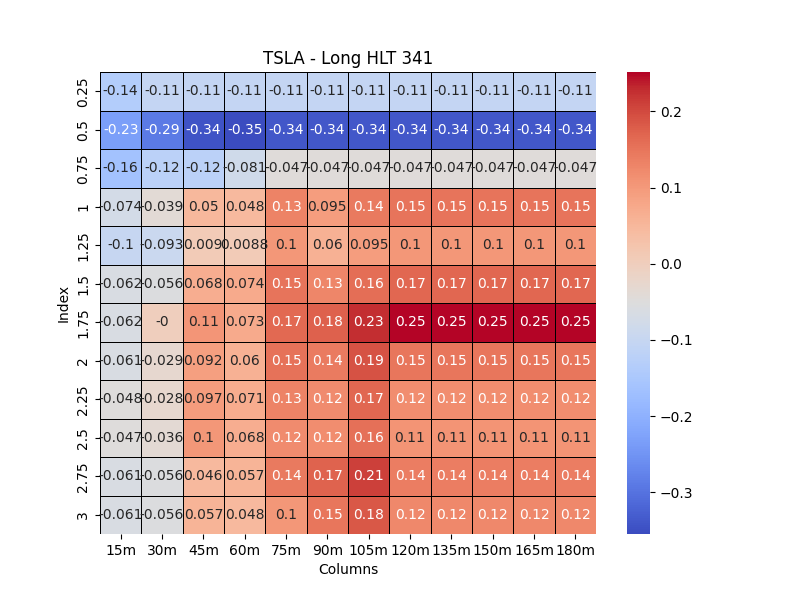 TSLA - Long HLT 341
0.25 -0.14 -0.11 -0.11 -0.11 -0.11 -0.11 -0.11 -0.11 -0.11 -0.11 -0.11 -0.11
0.5 -0.23 -0.29 -0.34 -0.35 -0.34 -0.34 -0.34 -0.34 -0.34 -0.34 -0.34 -0.34
0.75 -0.16 -0.12 -0.12 -0.081 -0.047 -0.047 -0.047 -0.047 -0.047 -0.047 -0.047 -0.047
1 -0.074 -0.039 0.05 0.048 0.13 0.095 0.14 0.15 0.15 0.15 0.15 0.15
1.25 -0.1 -0.093 0.009 0.0088 0.1 0.06 0.095 0.1 0.1 0.1 0.1 0.1
1.5 -0.062 -0.056 0.068 0.074 0.15 0.13 0.16 0.17 0.17 0.17 0.17 0.17
1.75 -0.062 -0 0.11 0.073 0.17 0.18 0.23 0.25 0.25 0.25 0.25 0.25
2 -0.061 -0.029 0.092 0.06 0.15 0.14 0.19 0.15 0.15 0.15 0.15 0.15
2.25 -0.048 -0.028 0.097 0.071 0.13 0.12 0.17 0.12 0.12 0.12 0.12 0.12
2.5 -0.047 -0.036 0.1 0.068 0.12 0.12 0.16 0.11 0.11 0.11 0.11 0.11
2.75 -0.061 -0.056 0.046 0.057 0.14 0.17 0.21 0.14 0.14 0.14 0.14 0.14
3 -0.061 -0.056 0.057 0.048 0.1 0.15 0.18 0.12 0.12 0.12 0.12 0.12
15m 30m 45m 60m 75m 90m 105m 120m 135m 150m 165m 180m
Columns
Index
0.2
0.1
0.0
−0.1
−0.2
−0.3